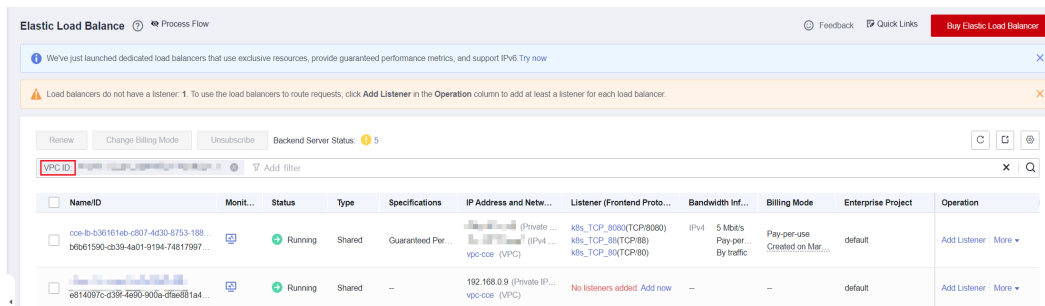 Elastic Load Balance Process Flow Feedback Quick Links Buy Elastic Load Balancer
We've just launched dedicated load balancers that use exclusive resources, provide guaranteed performance metrics, and support IPv6.Try now
Load balancers do not have a listener: 1. To use the load balancers to route requests, click Add Listener in the Operation column to add at least a listener for each load balancer.
Renew Change Billing Mode Unsubscribe Backend Server Status: 5
VPC ID: Add filter
Name/ID Monit... Status Type Specifications IP Address and Netw... Listener (Frontend Proto... Bandwidth Inf... Billing Mode Enterprise Project Operation
cce-lb-b36161eb-c807-4d30-8753-188...
b6b61590-cb39-4a01-9194-74817997...
Running Shared Guaranteed Per...
(Private ...
(IPv4 ...
vpc-cce (VPC)
k8s_TCP_8080(TCP/8080)
k8s_TCP_88(TCP/88)
k8s_TCP_80(TCP/80)
IPv4 5 Mbit/s
Pay-per...
By traffic
Pay-per-use
Created on Mar....
default
Add Listener More
e814097c-d39f-4e90-900a-dfae881a4...
Running Shared --
192.168.0.9 (Private IP...
vpc-cce (VPC)
No listeners added. Add now -- -- default Add Listener More